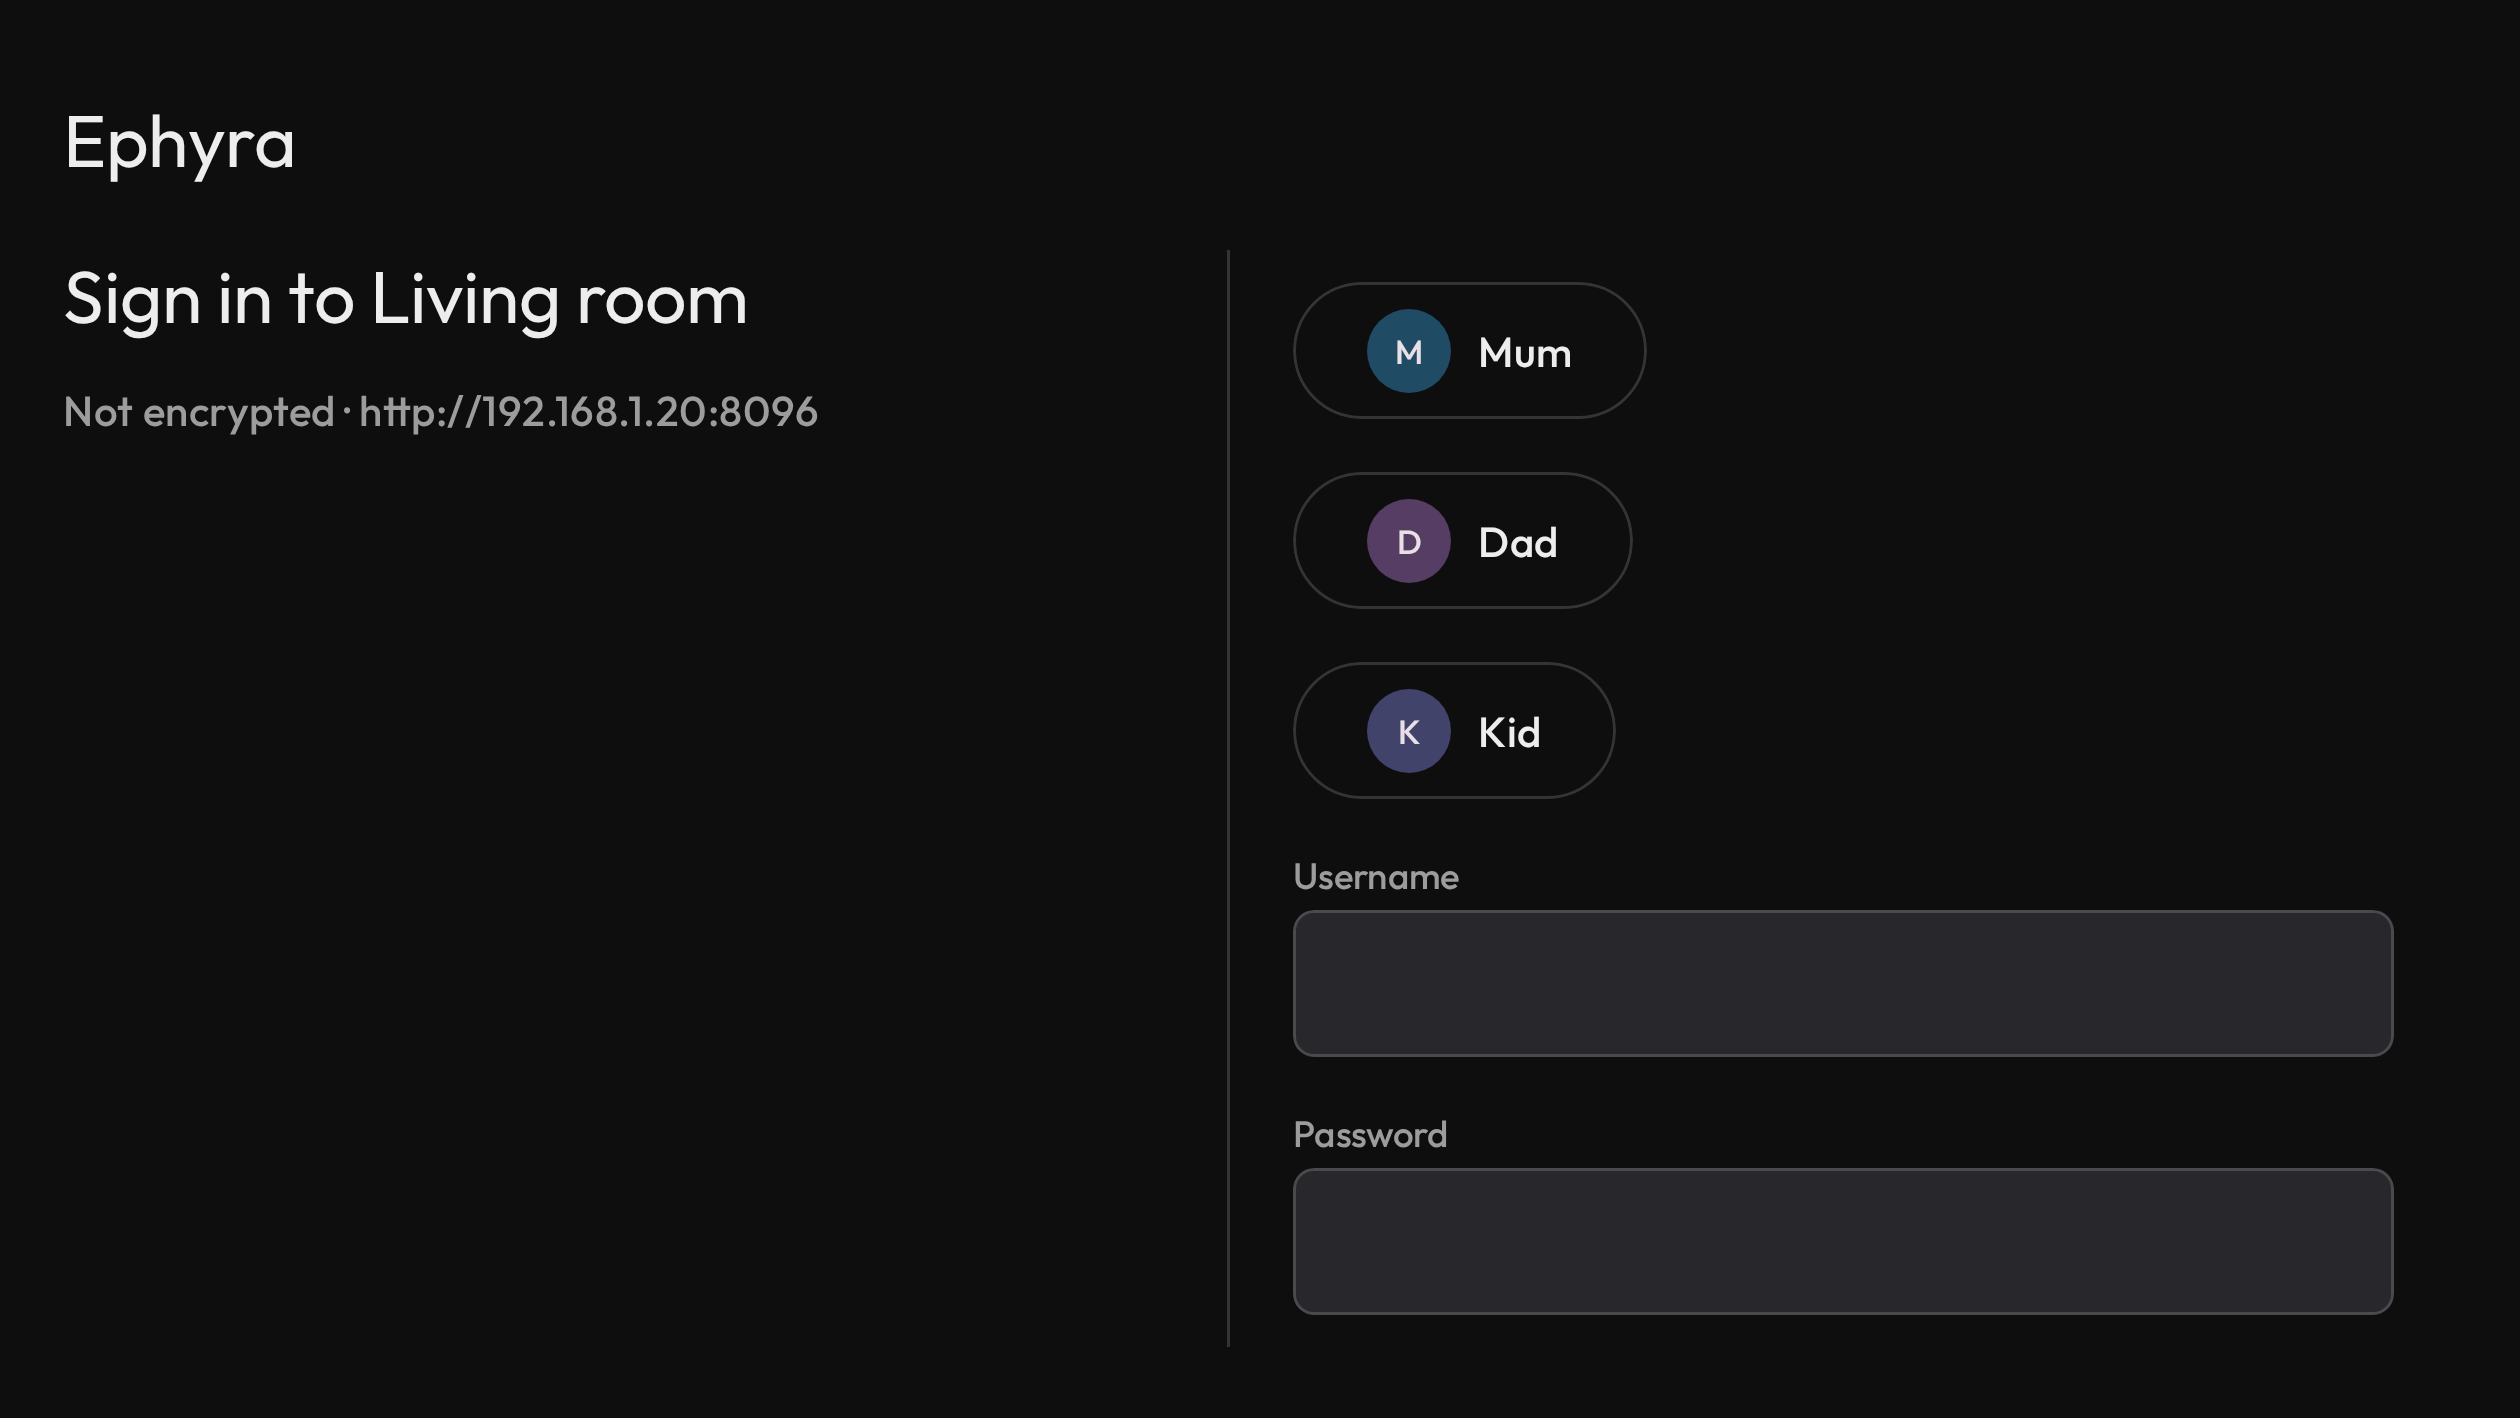 Ephyra
Sign in to Living room
Not encrypted · http://192.168.1.20:8096
M Mum
D Dad
K Kid
Username
Password